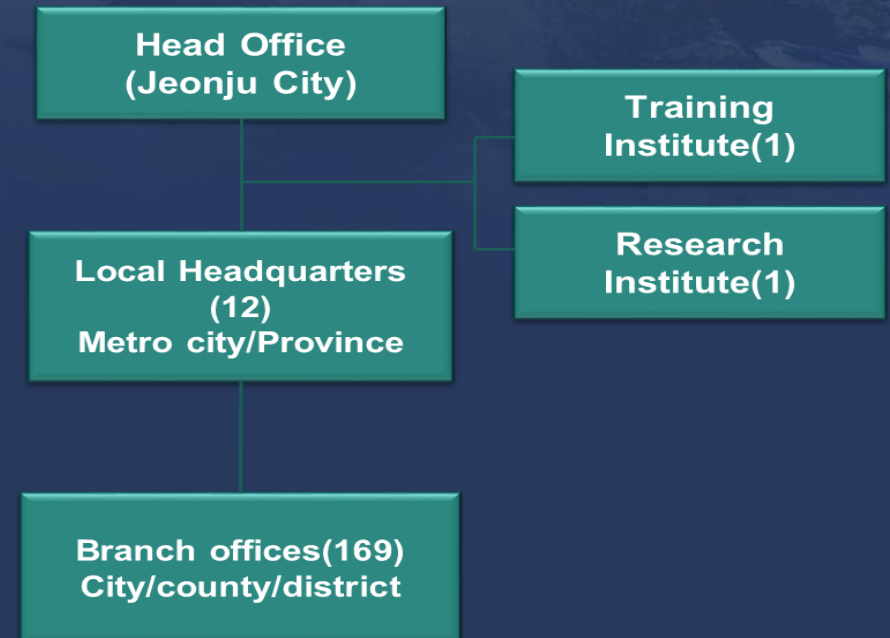 Head Office
(Jeonju City)
Training
Institute(1)
Research
Institute(1)
Local Headquarters
(12)
Metro city/Province
Branch offices(169)
City/county/district